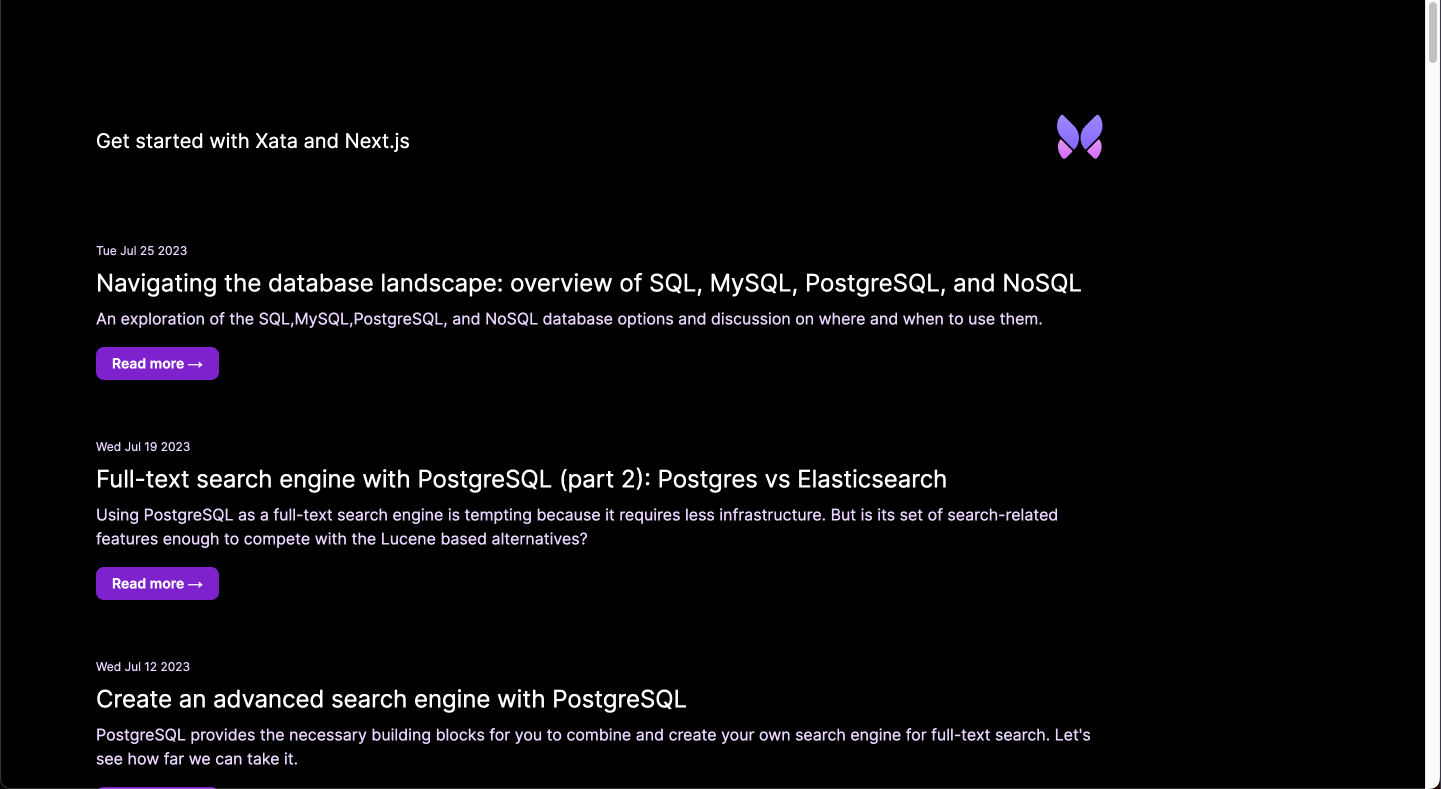 Get started with Xata and Next.js
Tue Jul 25 2023
Navigating the database landscape: overview of SQL, MySQL, PostgreSQL, and NoSQL
An exploration of the SQL,MySQL,PostgreSQL, and NoSQL database options and discussion on where and when to use them.
Read more →
Wed Jul 19 2023
Full-text search engine with PostgreSQL (part 2): Postgres vs Elasticsearch
Using PostgreSQL as a full-text search engine is tempting because it requires less infrastructure. But is its set of search-related
features enough to compete with the Lucene based alternatives?
Read more →
Wed Jul 12 2023
Create an advanced search engine with PostgreSQL
PostgreSQL provides the necessary building blocks for you to combine and create your own search engine for full-text search. Let's
see how far we can take it.